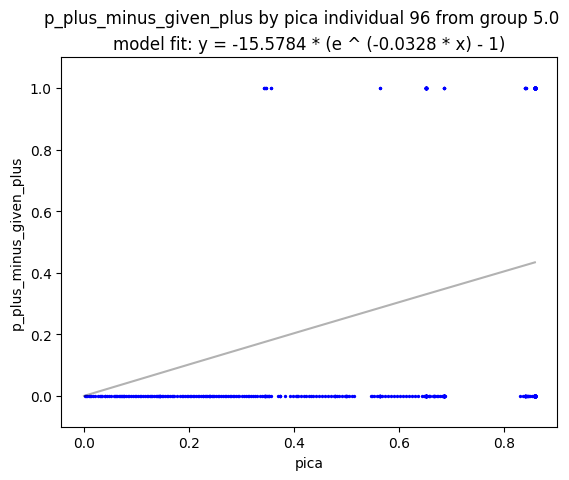 p_plus_minus_given_plus by pica individual 96 from group 5.0
model fit: y = -15.5784 * (e ^ (-0.0328 * x) - 1)
1.0
0.8
0.6
0.4
0.2
0.0
p_plus_minus_given_plus
0.0 0.2 0.4 0.6 0.8
pica